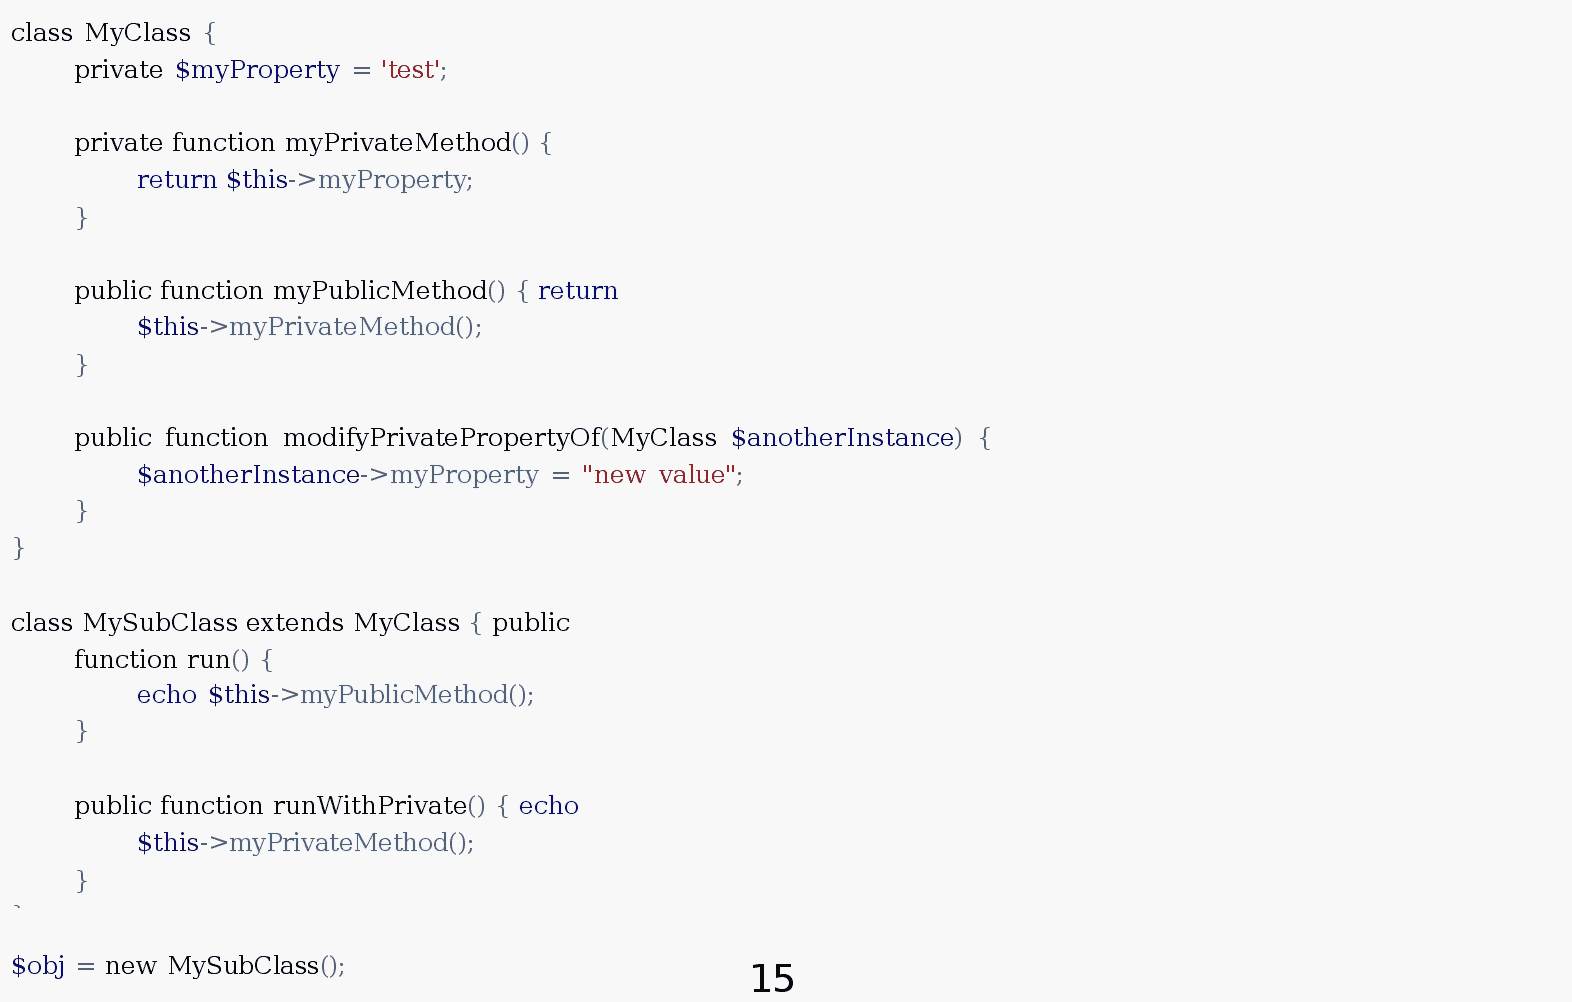 class MyClass {
private $myProperty = 'test';
private function myPrivateMethod() {
return $this->myProperty;
}
public function myPublicMethod() { return
$this->myPrivateMethod();
}
public function modifyPrivatePropertyOf(MyClass $anotherInstance) {
$anotherInstance->myProperty = "new value";
}
}
class MySubClass extends MyClass { public
function run() {
echo $this->myPublicMethod();
}
public function runWithPrivate() { echo
$this->myPrivateMethod();
}
}
$obj = new MySubClass();
15